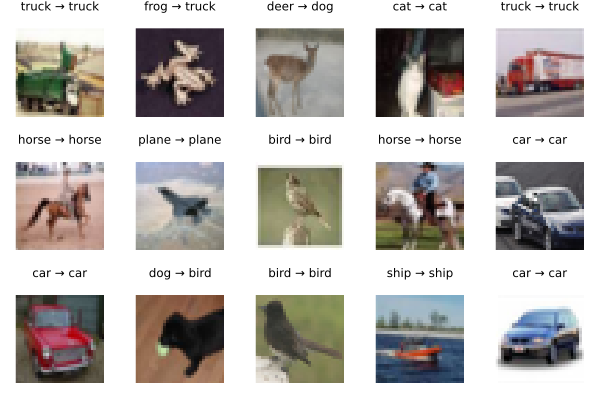 truck → truck
frog → truck
deer → dog
cat → cat
truck → truck
horse → horse
plane → plane
bird → bird
horse → horse
car → car
car → car
dog → bird
bird → bird
ship → ship
car → car